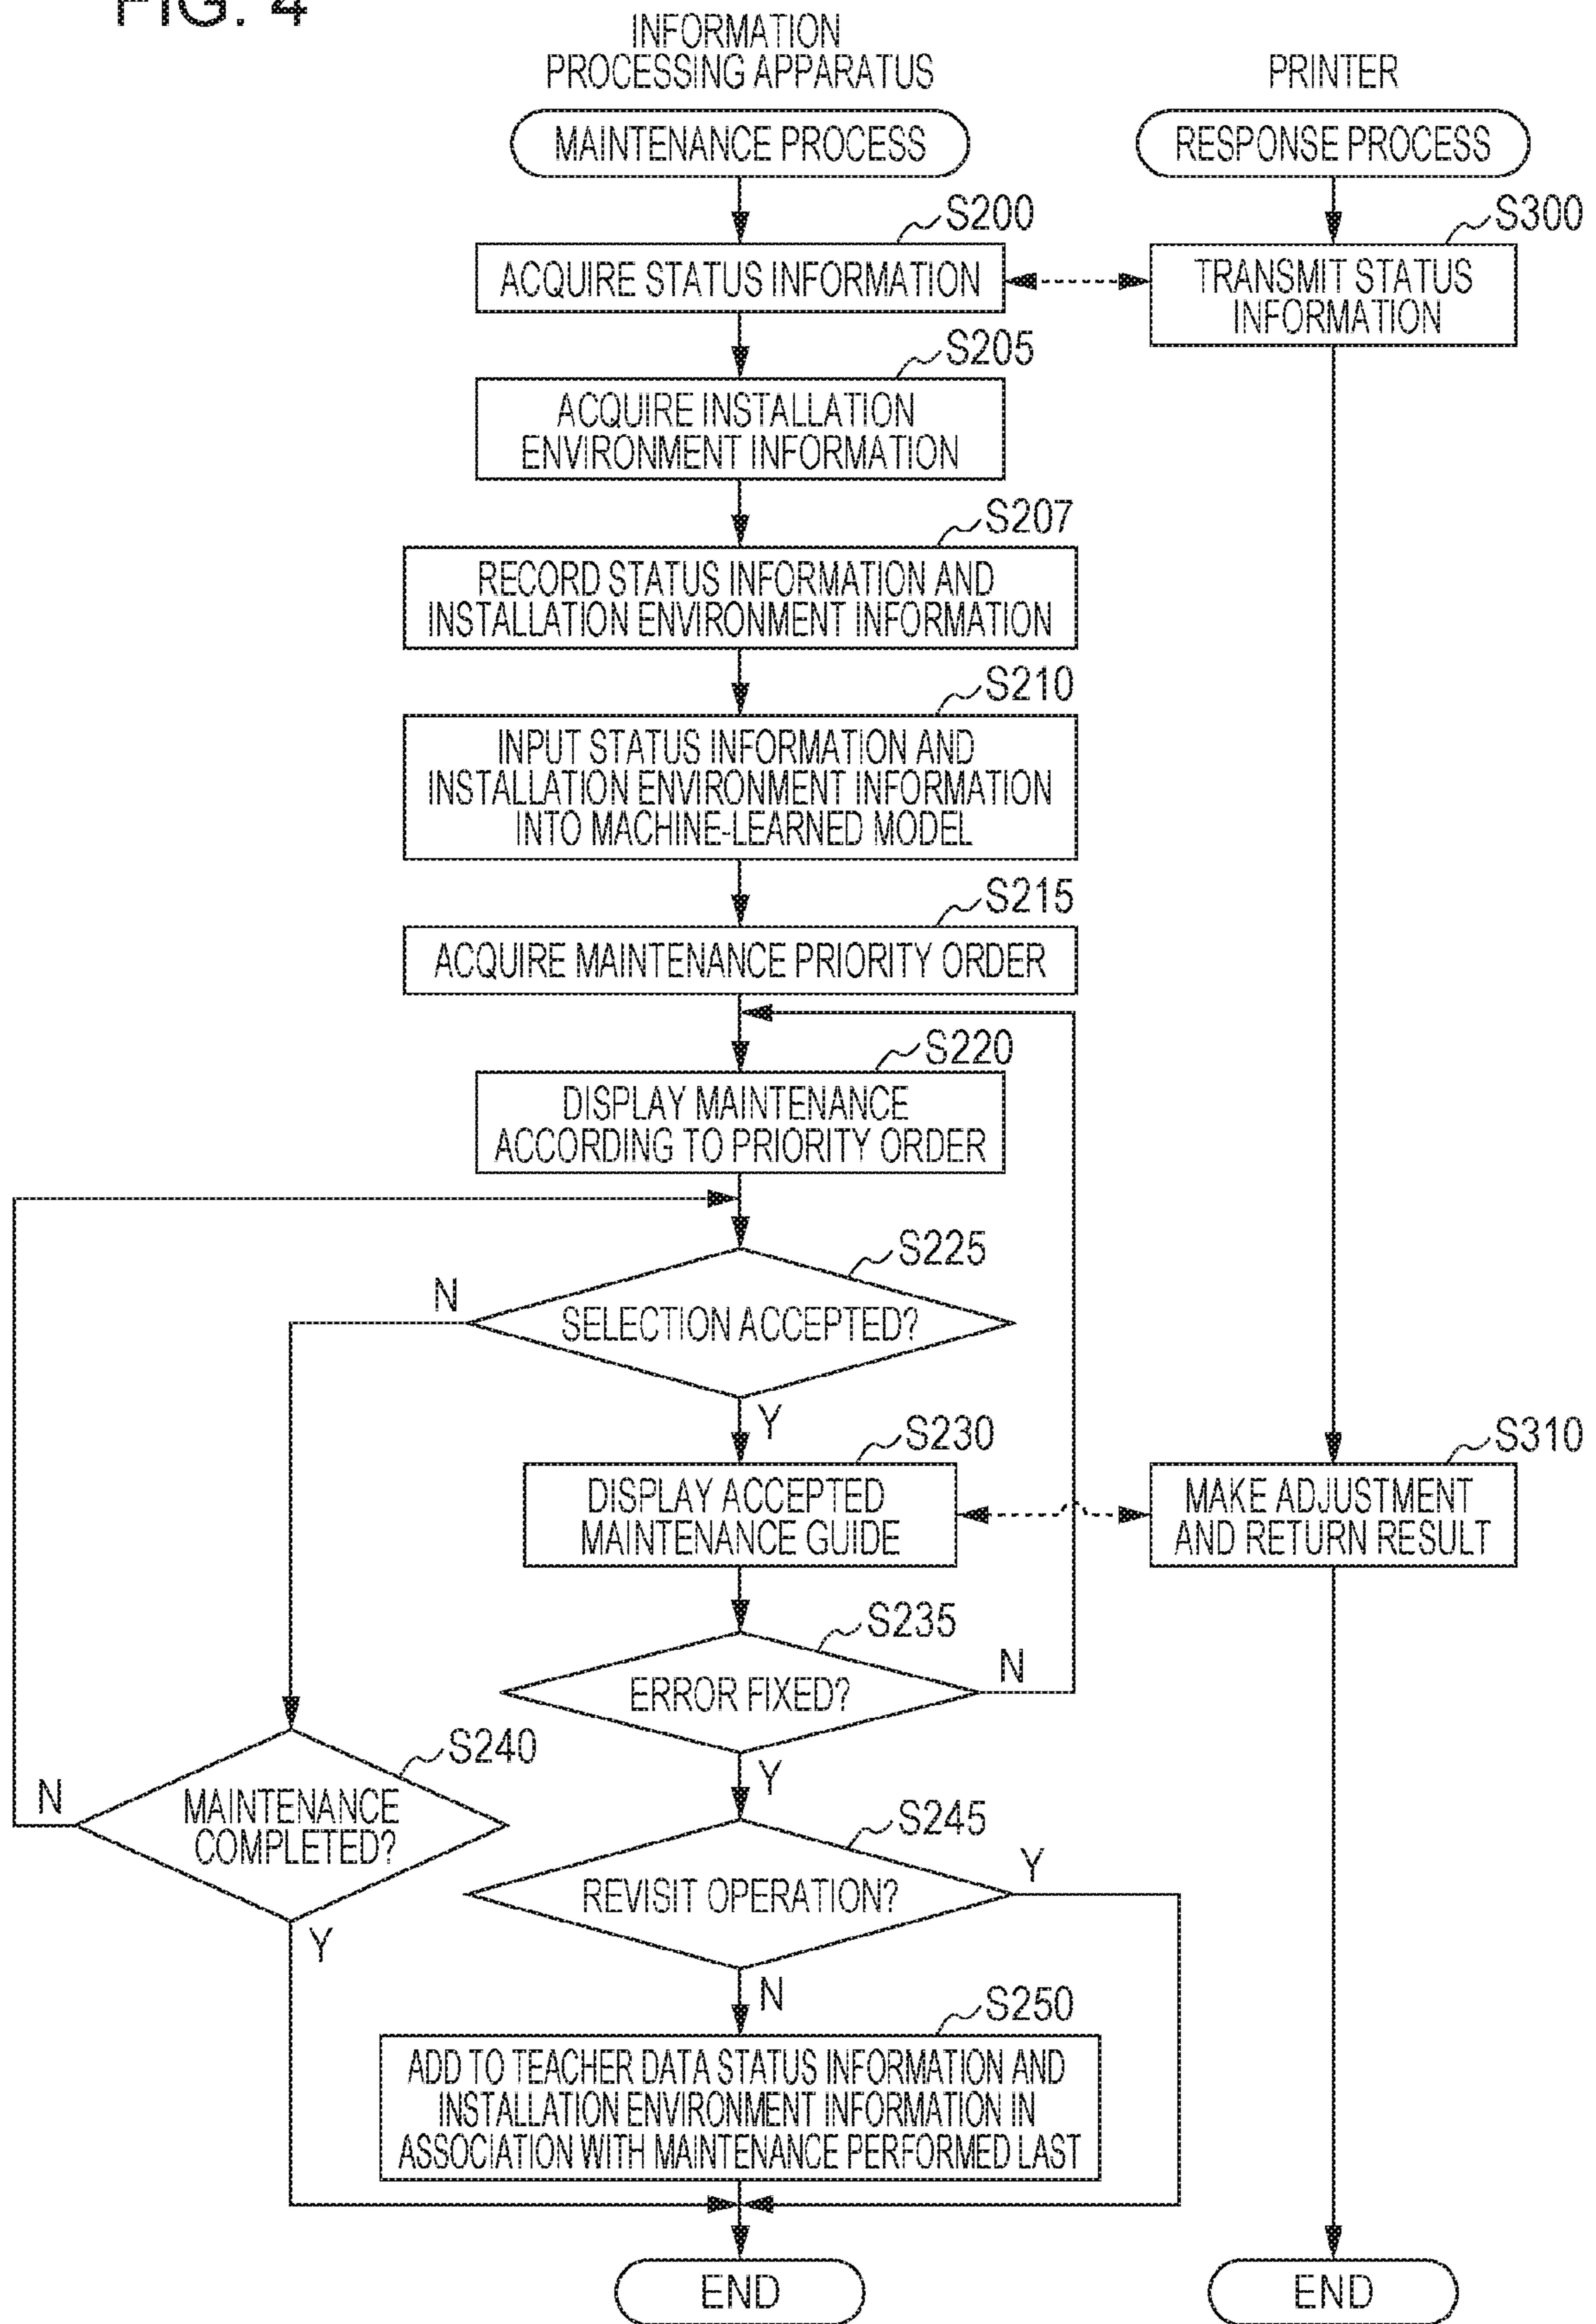 FIG. 4
INFORMATION
PROCESSING APPARATUS
PRINTER
MAINTENANCE PROCESS
RESPONSE PROCESS
S200
S300
ACQUIRE STATUS INFORMATION
TRANSMIT STATUS
INFORMATION
S205
ACQUIRE INSTALLATION
ENVIRONMENT INFORMATION
S207
RECORD STATUS INFORMATION AND
INSTALLATION ENVIRONMENT INFORMATION
S210
INPUT STATUS INFORMATION AND
INSTALLATION ENVIRONMENT INFORMATION
INTO MACHINE-LEARNED MODEL
S215
ACQUIRE MAINTENANCE PRIORITY ORDER
S220
DISPLAY MAINTENANCE
ACCORDING TO PRIORITY ORDER
S225
N
SELECTION ACCEPTED?
Y
S230
S310
DISPLAY ACCEPTED
MAINTENANCE GUIDE
MAKE ADJUSTMENT
AND RETURN RESULT
S235
N
ERROR FIXED?
Y
S240
N
MAINTENANCE
COMPLETED?
Y
S245
Y
REVISIT OPERATION?
N
S250
ADD TO TEACHER DATA STATUS INFORMATION AND
INSTALLATION ENVIRONMENT INFORMATION IN
ASSOCIATION WITH MAINTENANCE PERFORMED LAST
END
END